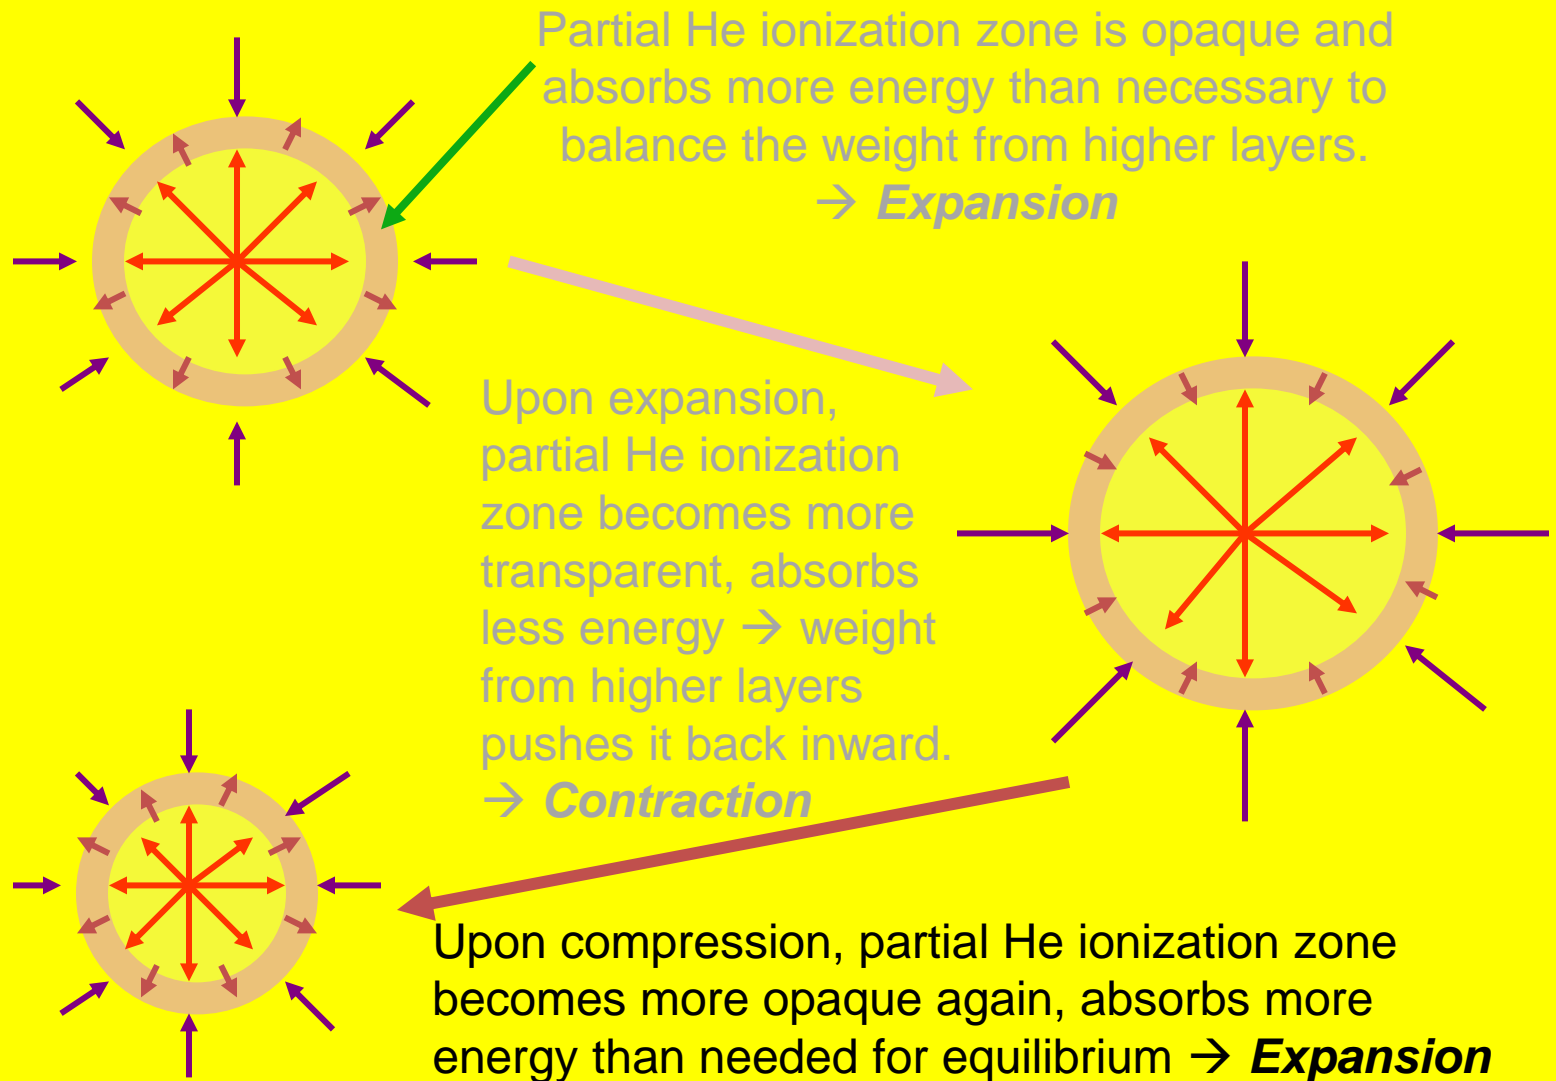 Partial He ionization zone is opaque and
absorbs more energy than necessary to
balance the weight from higher layers.
→ Expansion
Upon expansion,
partial He ionization
zone becomes more
transparent, absorbs
less energy → weight
from higher layers
pushes it back inward.
→ Contraction
Upon compression, partial He ionization zone
becomes more opaque again, absorbs more
energy than needed for equilibrium → Expansion